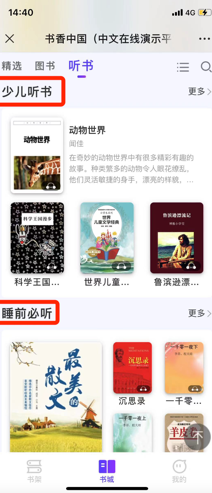 14:40
书香中国（中文在线演示平
精选 图书 听书
少儿听书 更多
动物世界
动物世界
闻佳
在奇妙的动物世界中有很多精彩有趣的
故事。种类繁多的动物令人眼花缭乱，
他们灵敏捷的身手，漂亮的样貌，...
科学王国漫步
世界
儿童文学经典
鲁滨逊漂流记
科学王国... 世界儿童... 鲁滨逊漂...
睡前必听 更多
最美的散文
沉思录
一千零一夜
沉思录 一千零...
一千零一夜
羊皮卷
书架 书城 我的